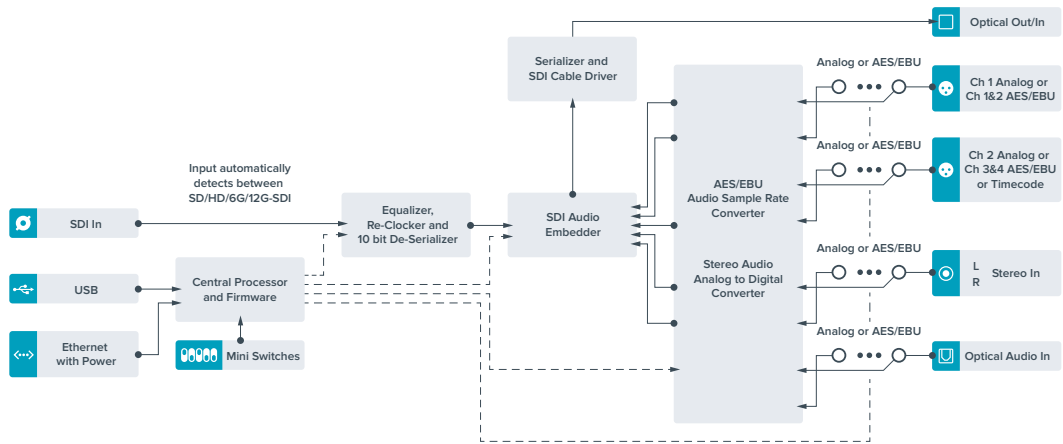 Optical Out/In
Serializer and
SDI Cable Driver
Analog or AES/EBU
Ch 1 Analog or
Ch 1&2 AES/EBU
Analog or AES/EBU
Ch 2 Analog or
Ch 3&4 AES/EBU
or Timecode
Input automatically
detects between
SD/HD/6G/12G-SDI
AES/EBU
Audio Sample Rate
Converter
SDI In
Equalizer,
Re-Clocker and
10 bit De-Serializer
SDI Audio
Embedder
Analog or AES/EBU
L
R
Stereo In
Stereo Audio
Analog to Digital
Converter
USB
Central Processor
and Firmware
Ethernet
with Power
Mini Switches
Analog or AES/EBU
Optical Audio In